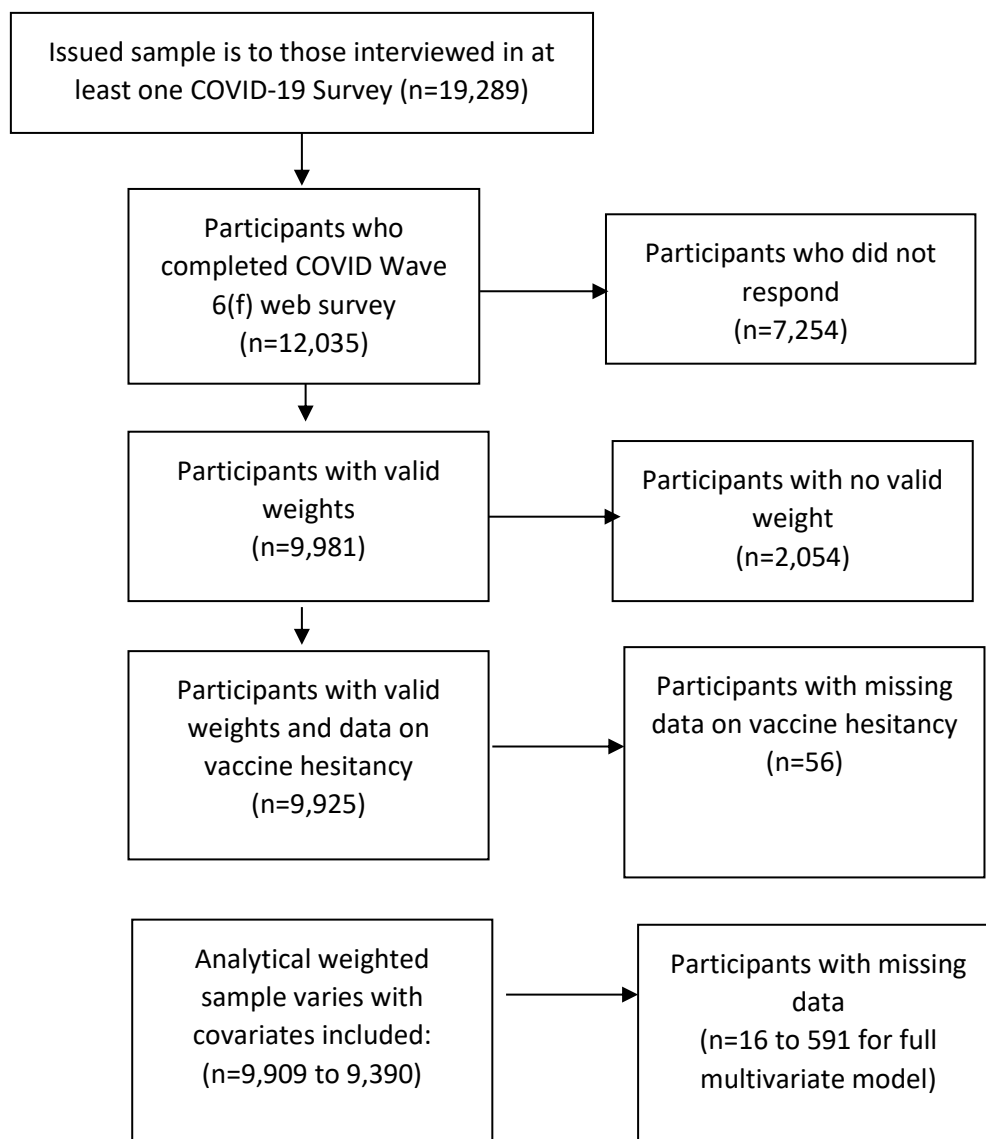 Issued sample is to those interviewed in at
least one COVID-19 Survey (n=19,289)
Participants who
completed COVID Wave
6(f) web survey
(n=12,035)
Participants who did not
respond
(n=7,254)
Participants with valid
weights
(n=9,981)
Participants with no valid
weight
(n=2,054)
Participants with valid
weights and data on
vaccine hesitancy
(n=9,925)
Participants with missing
data on vaccine hesitancy
(n=56)
Analytical weighted
sample varies with
covariates included:
(n=9,909 to 9,390)
Participants with missing
data
(n=16 to 591 for full
multivariate model)